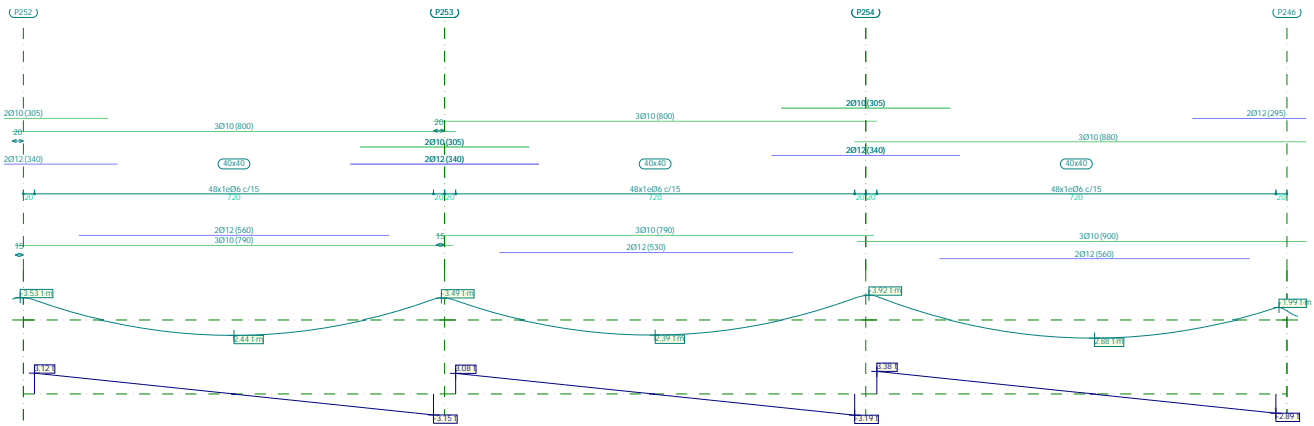 P252 P253 P254 P246
2Ø10(305)
2Ø10(305) 3Ø10(800) 2Ø12(295)
20 3Ø10(800) 20
3Ø10(880)
2Ø10(305)
2Ø12(340)
2Ø12(340) 40x40 2Ø12(340) 40x40 40x40
48x1eØ6 c/15 48x1eØ6 c/15 48x1eØ6 c/15
20 720 20 20 720 20 20 720 20
2Ø12(560) 3Ø10(790)
15 3Ø10(790) 15 2Ø12(530) 3Ø10(900)
2Ø12(560)
-3.53 t·m -3.49 t·m -3.92 t·m -1.99 t·m
2.44 t·m 2.39 t·m 2.88 t·m
3.12 t 3.08 t 3.38 t
-3.15 t -3.19 t -2.89 t